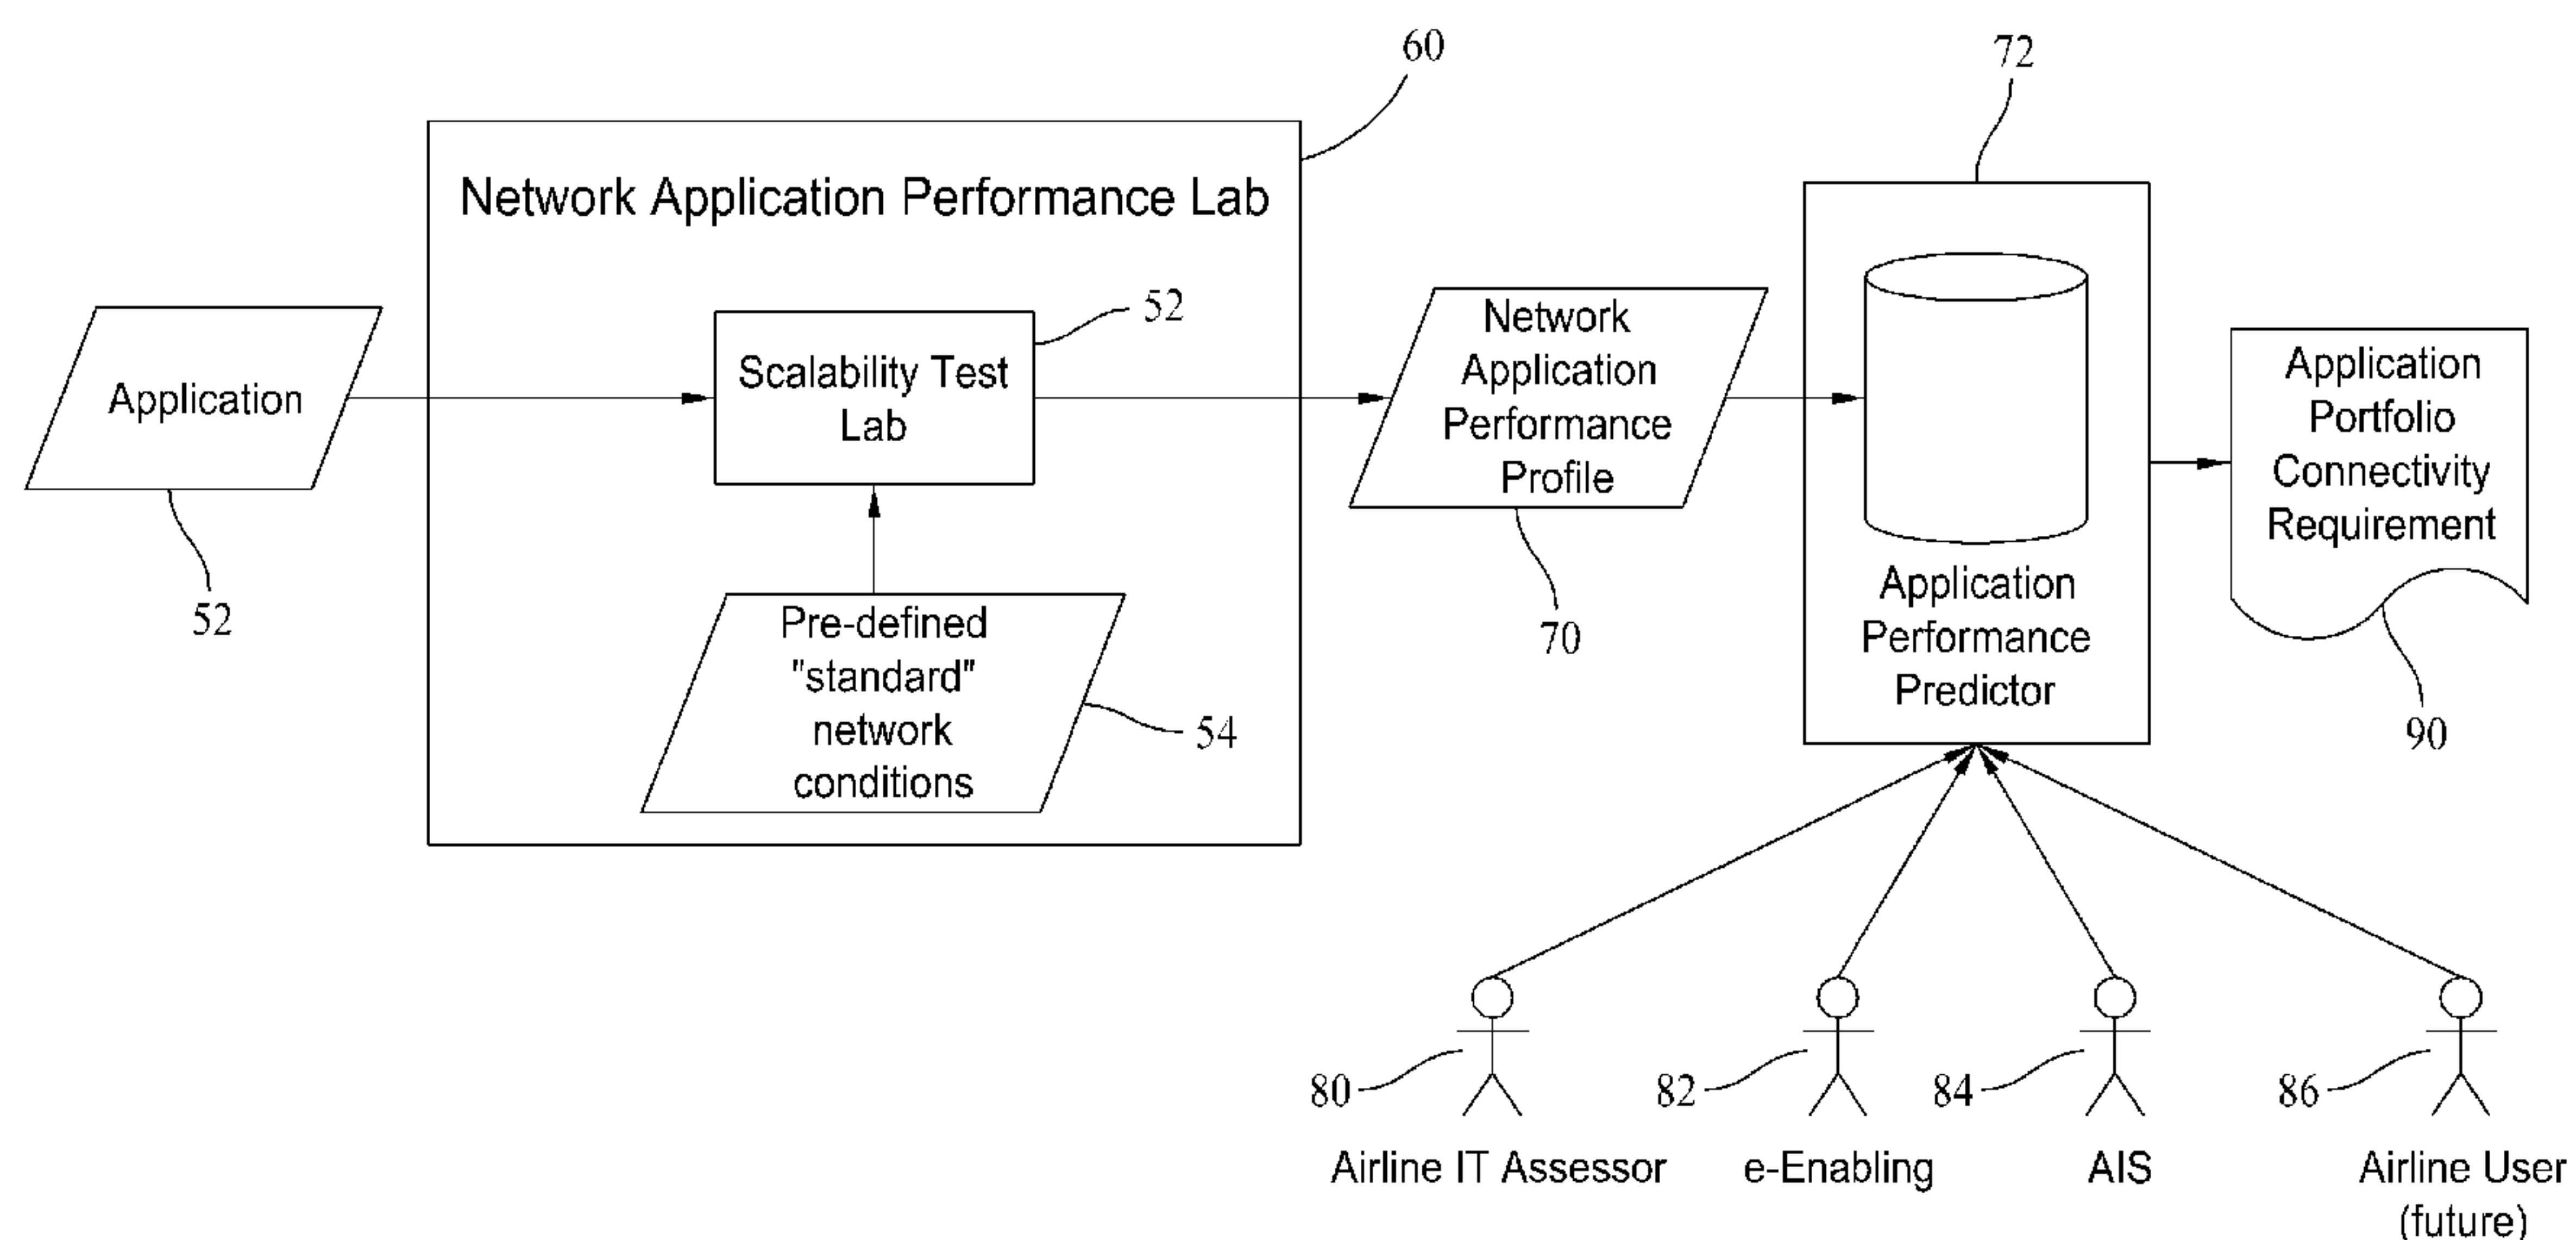 60
72
Network Application Performance Lab
52
Application
Scalability Test
Lab
52
Pre-defined
"standard"
network
conditions
54
Network
Application
Performance
Profile
70
Application
Performance
Predictor
Application
Portfolio
Connectivity
Requirement
90
80
82
84
86
Airline IT Assessor
e-Enabling
AIS
Airline User
(future)